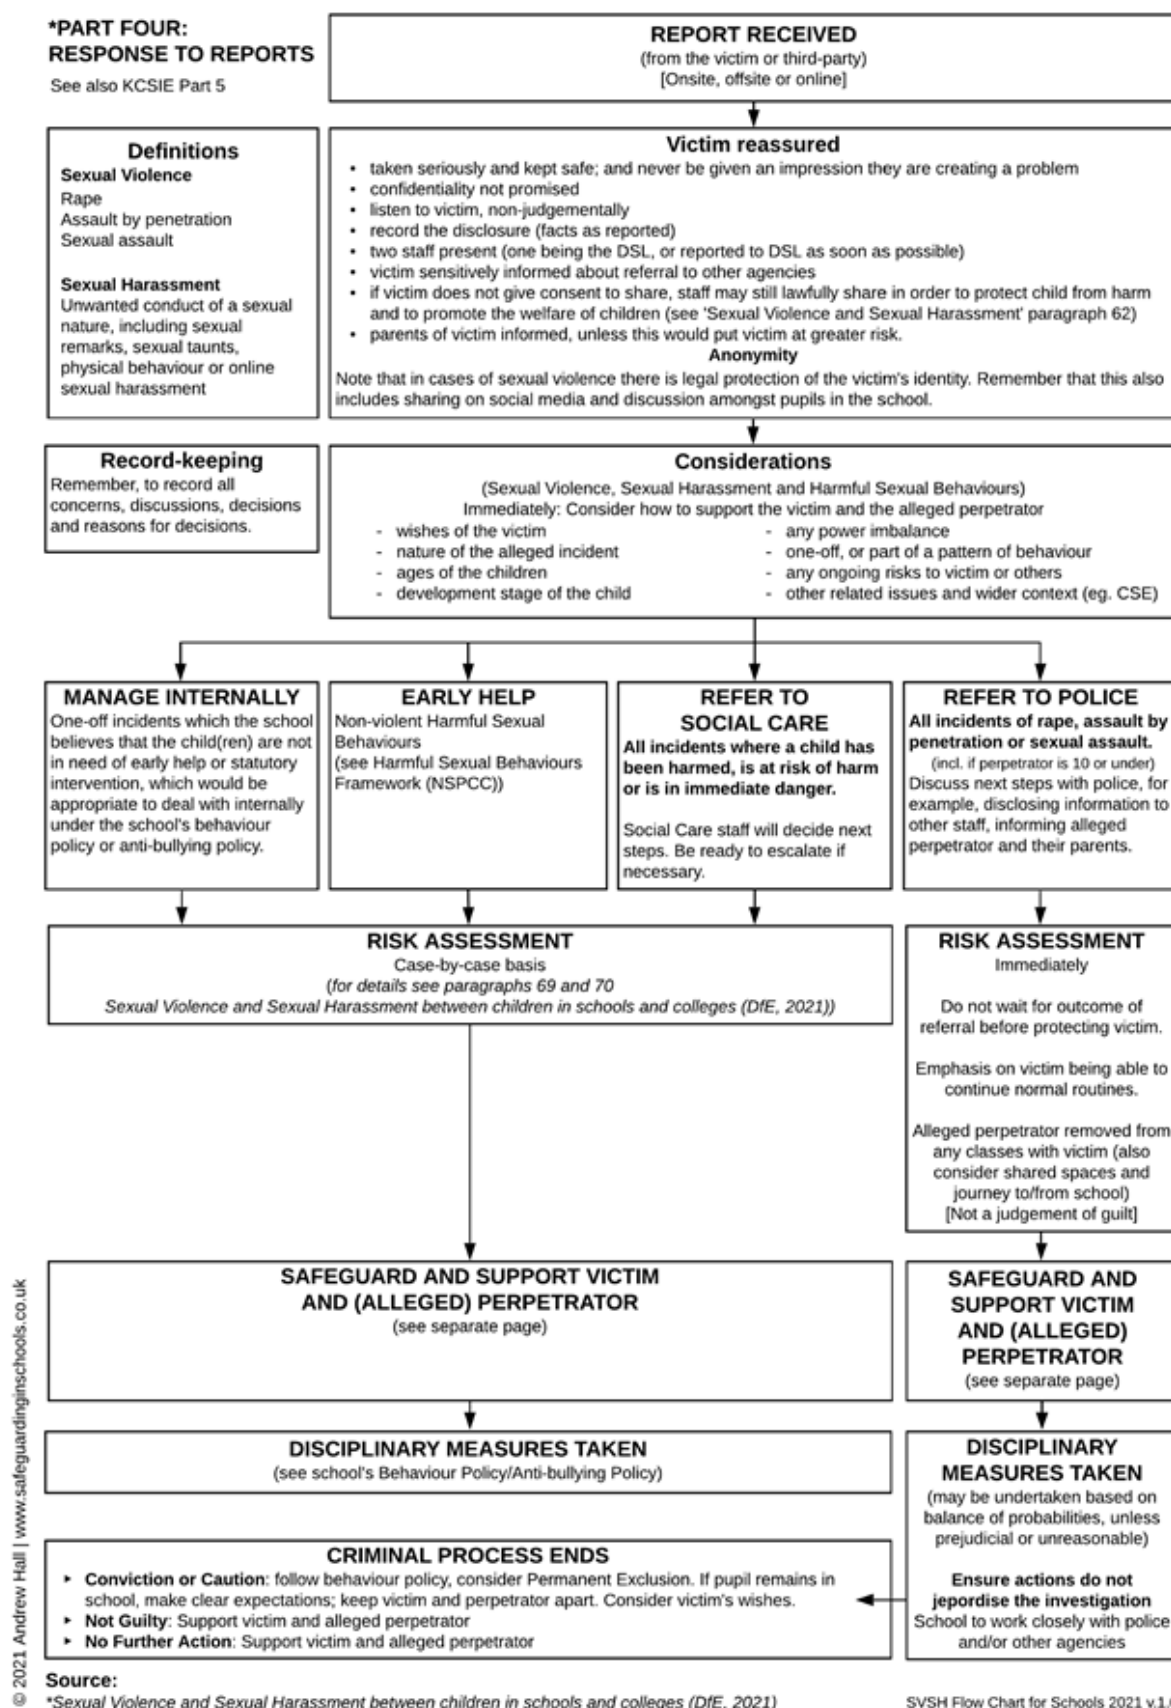 *PART FOUR:
RESPONSE TO REPORTS
See also KCSIE Part 5
REPORT RECEIVED
(from the victim or third-party)
[Onsite, offsite or online]
Definitions
Sexual Violence
Rape
Assault by penetration
Sexual assault
Sexual Harassment
Unwanted conduct of a sexual
nature, including sexual
remarks, sexual taunts,
physical behaviour or online
sexual harassment
Victim reassured
• taken seriously and kept safe; and never be given an impression they are creating a problem
• confidentiality not promised
• listen to victim, non-judgementally
• record the disclosure (facts as reported)
• two staff present (one being the DSL, or reported to DSL as soon as possible)
• victim sensitively informed about referral to other agencies
• if victim does not give consent to share, staff may still lawfully share in order to protect child from harm
and to promote the welfare of children (see 'Sexual Violence and Sexual Harassment' paragraph 62)
• parents of victim informed, unless this would put victim at greater risk.
Anonymity
Note that in cases of sexual violence there is legal protection of the victim's identity. Remember that this also
includes sharing on social media and discussion amongst pupils in the school.
Record-keeping
Remember, to record all
concerns, discussions, decisions
and reasons for decisions.
Considerations
(Sexual Violence, Sexual Harassment and Harmful Sexual Behaviours)
Immediately: Consider how to support the victim and the alleged perpetrator
- wishes of the victim
- nature of the alleged incident
- ages of the children
- development stage of the child
- any power imbalance
- one-off, or part of a pattern of behaviour
- any ongoing risks to victim or others
- other related issues and wider context (eg. CSE)
MANAGE INTERNALLY
One-off incidents which the school
believes that the child(ren) are not
in need of early help or statutory
intervention, which would be
appropriate to deal with internally
under the school's behaviour
policy or anti-bullying policy.
EARLY HELP
Non-violent Harmful Sexual
Behaviours
(see Harmful Sexual Behaviours
Framework (NSPCC))
REFER TO
SOCIAL CARE
All incidents where a child has
been harmed, is at risk of harm
or is in immediate danger.
Social Care staff will decide next
steps. Be ready to escalate if
necessary.
REFER TO POLICE
All incidents of rape, assault by
penetration or sexual assault.
(incl. if perpetrator is 10 or under)
Discuss next steps with police, for
example, disclosing information to
other staff, informing alleged
perpetrator and their parents.
RISK ASSESSMENT
Case-by-case basis
(for details see paragraphs 69 and 70
Sexual Violence and Sexual Harassment between children in schools and colleges (DfE, 2021))
RISK ASSESSMENT
Immediately
Do not wait for outcome of
referral before protecting victim.
Emphasis on victim being able to
continue normal routines.
Alleged perpetrator removed from
any classes with victim (also
consider shared spaces and
journey to/from school)
[Not a judgement of guilt]
SAFEGUARD AND SUPPORT VICTIM
AND (ALLEGED) PERPETRATOR
(see separate page)
SAFEGUARD AND
SUPPORT VICTIM
AND (ALLEGED)
PERPETRATOR
(see separate page)
DISCIPLINARY MEASURES TAKEN
(see school's Behaviour Policy/Anti-bullying Policy)
DISCIPLINARY
MEASURES TAKEN
(may be undertaken based on
balance of probabilities, unless
prejudicial or unreasonable)
Ensure actions do not
jepordise the investigation
School to work closely with police
and/or other agencies
CRIMINAL PROCESS ENDS
‣ Conviction or Caution: follow behaviour policy, consider Permanent Exclusion. If pupil remains in
school, make clear expectations; keep victim and perpetrator apart. Consider victim's wishes.
‣ Not Guilty: Support victim and alleged perpetrator
‣ No Further Action: Support victim and alleged perpetrator
© 2021 Andrew Hall | www.safeguardinginschools.co.uk
Source:
*Sexual Violence and Sexual Harassment between children in schools and colleges (DfE, 2021)
SVSH Flow Chart for Schools 2021